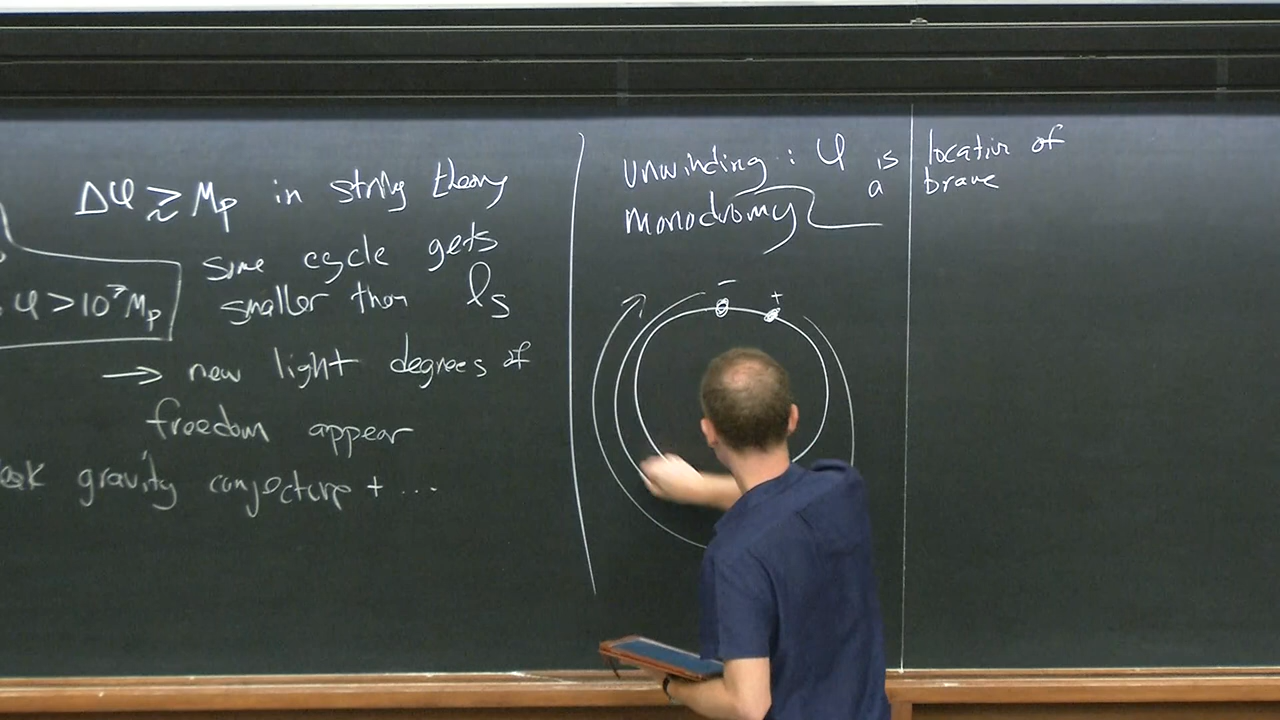 Δφ ≳ Mp in string theory
some cycle gets
smaller than ls
φ > 10⁷ Mp
→ new light degrees of
freedom appear
gravity conjecture + ...
Unwinding : φ is a location of brane
Monodromy
- +